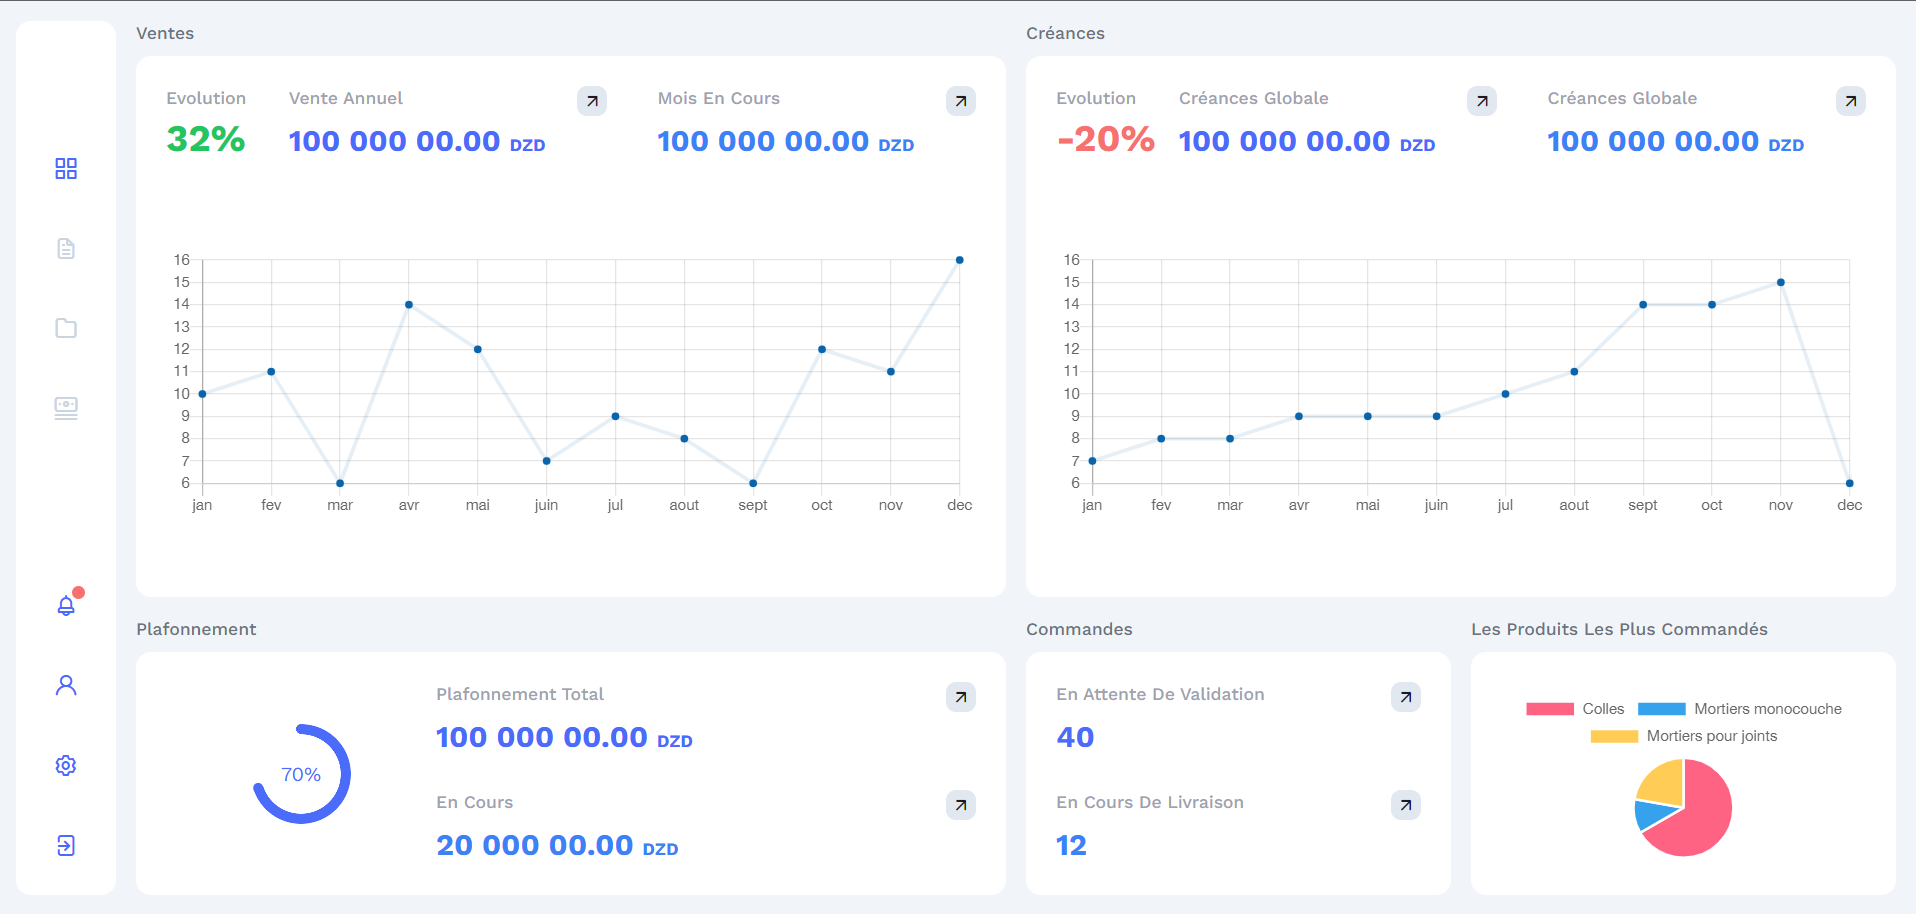 Ventes
Evolution
32%
Vente Annuel
100 000 00.00 DZD
Mois En Cours
100 000 00.00 DZD
16
15
14
13
12
11
10
9
8
7
6
jan fev mar avr mai juin jul aout sept oct nov dec
Créances
Evolution
-20%
Créances Globale
100 000 00.00 DZD
Créances Globale
100 000 00.00 DZD
16
15
14
13
12
11
10
9
8
7
6
jan fev mar avr mai juin jul aout sept oct nov dec
Plafonnement
70%
Plafonnement Total
100 000 00.00 DZD
En Cours
20 000 00.00 DZD
Commandes
En Attente De Validation
40
En Cours De Livraison
12
Les Produits Les Plus Commandés
Colles Mortiers monocouche
Mortiers pour joints